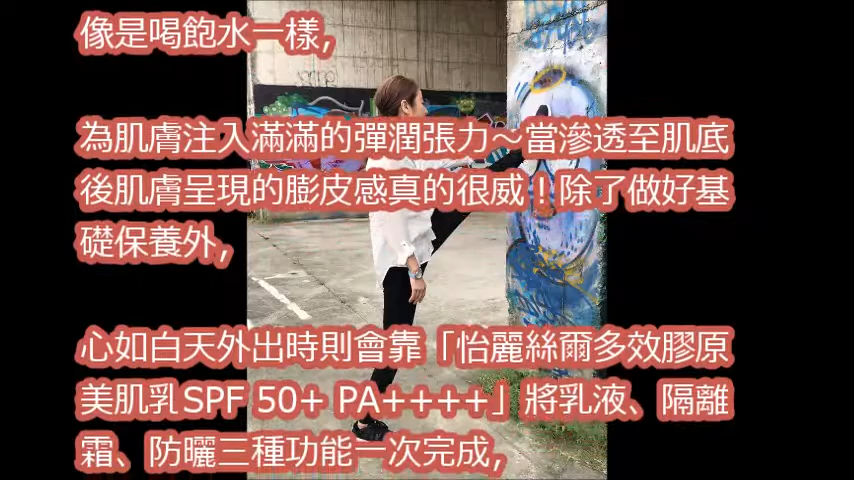 像是喝飽水一樣，
為肌膚注入滿滿的彈潤張力～當滲透至肌底
後肌膚呈現的膨皮感真的很威！除了做好基
礎保養外，
心如白天外出時則會靠「怡麗絲爾多效膠原
美肌乳SPF 50+ PA++++」將乳液、隔離
霜、防曬三種功能一次完成，